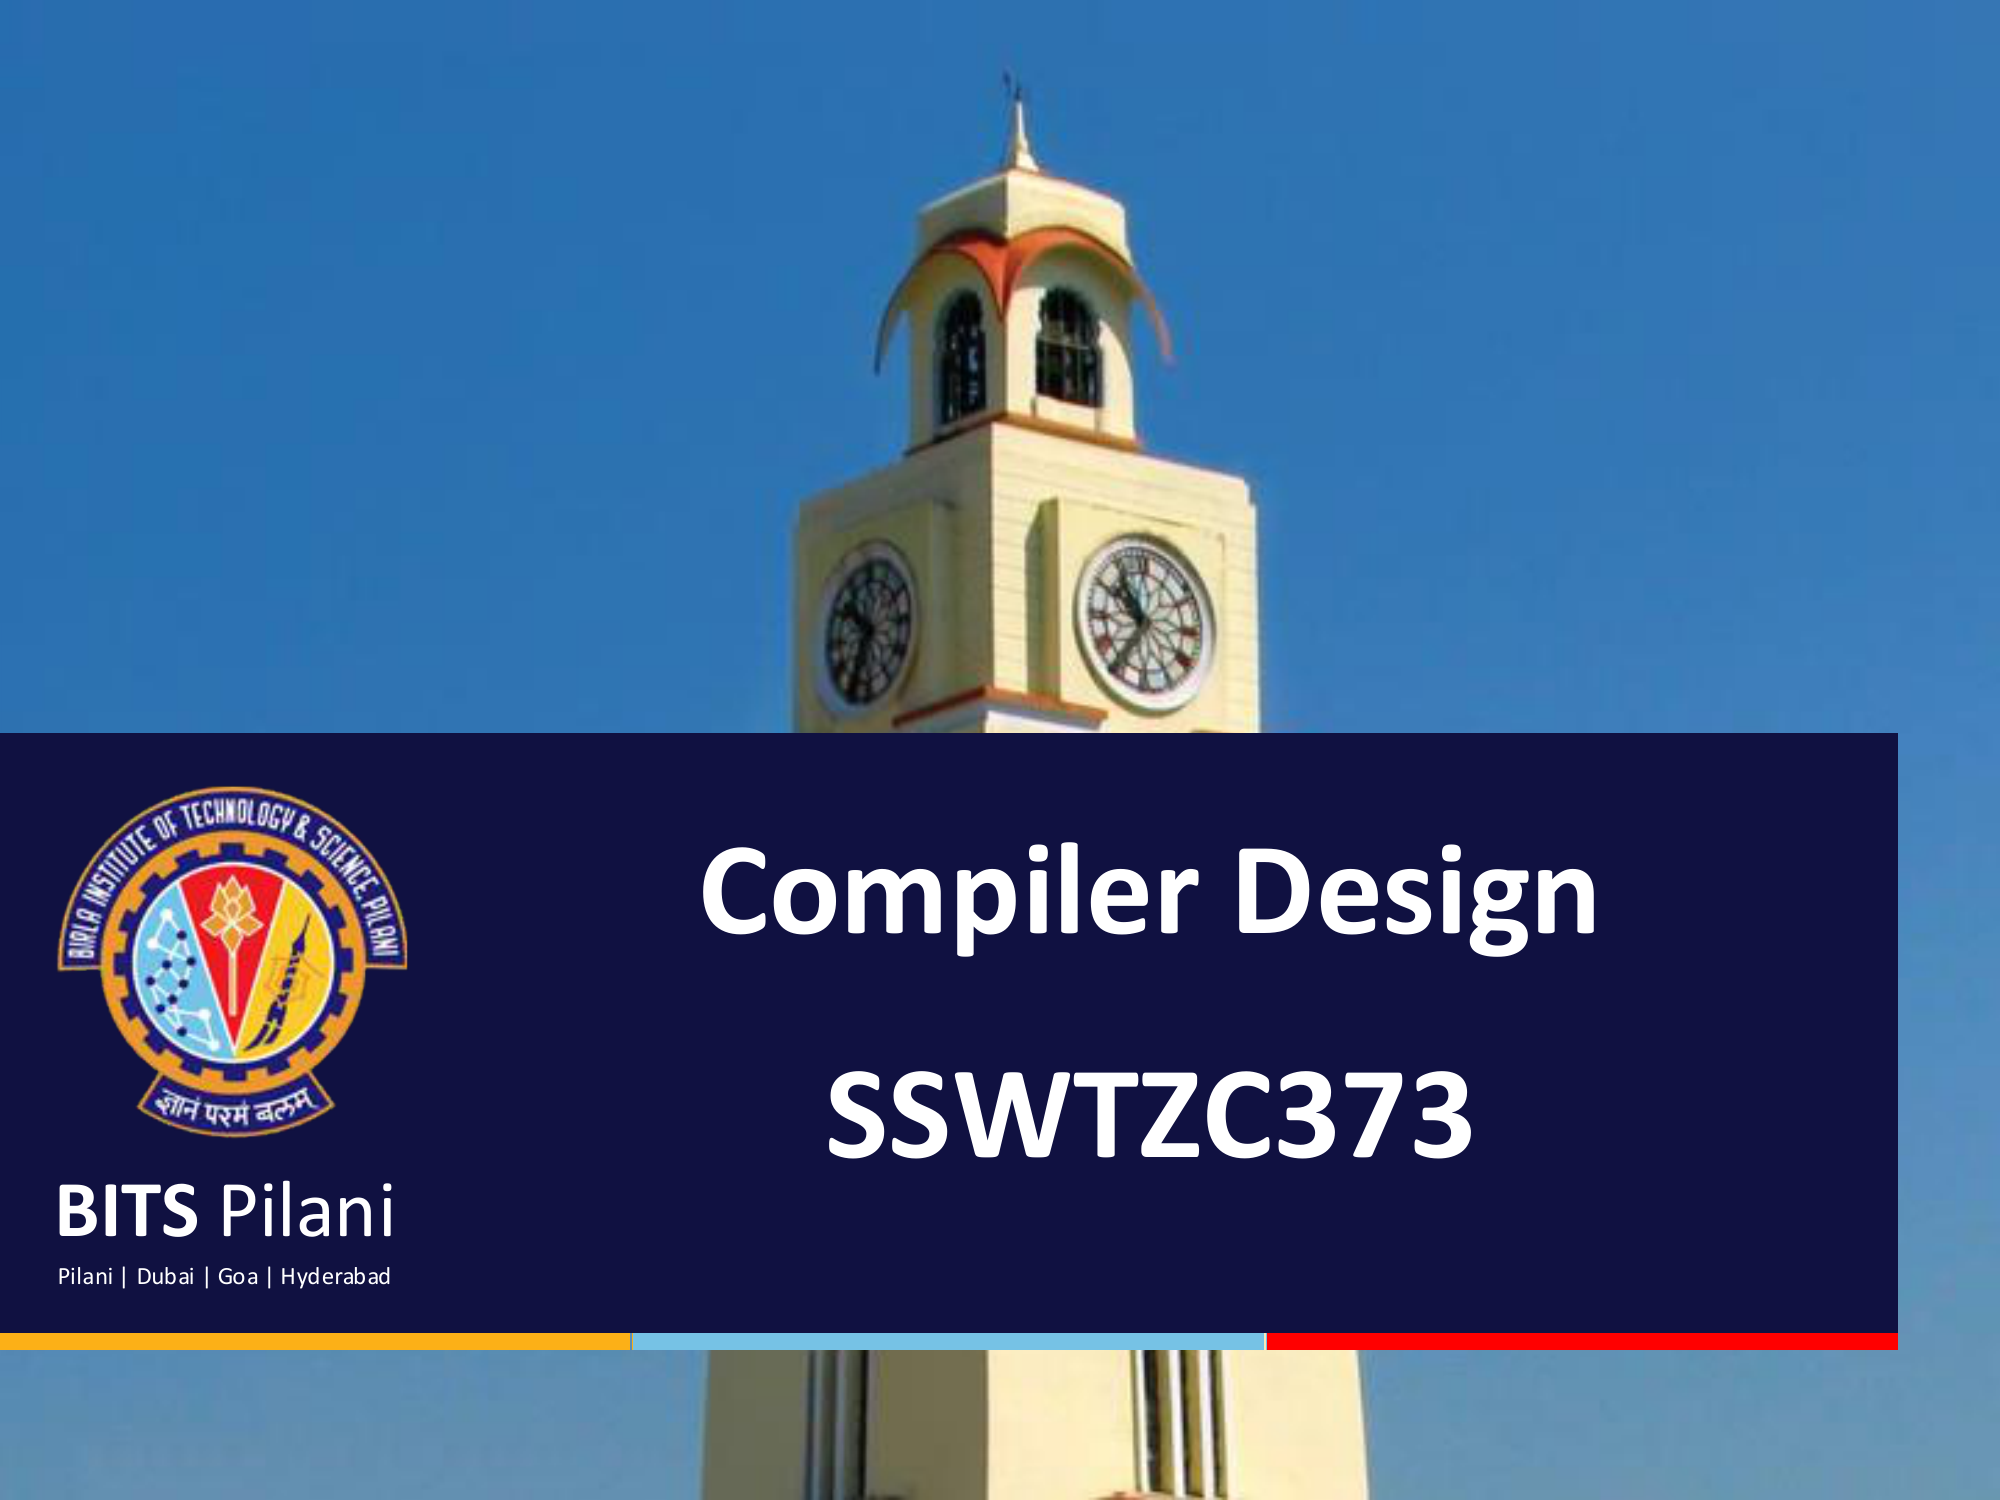 Compiler Design
SSWTZC373
BIRLA INSTITUTE OF TECHNOLOGY & SCIENCE, PILANI
ज्ञानं परमं बलम्
BITS Pilani
Pilani | Dubai | Goa | Hyderabad